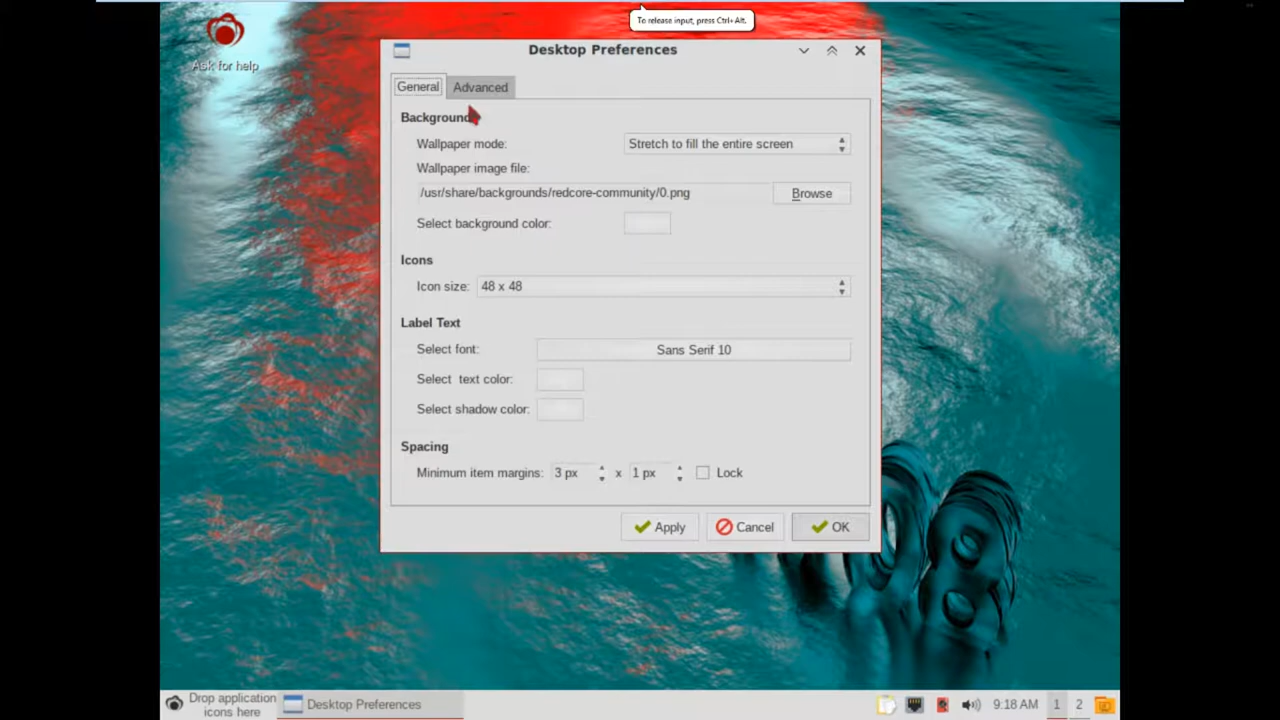 To release input, press Ctrl+Alt.
Ask for help
Desktop Preferences
General Advanced
Background
Wallpaper mode: Stretch to fill the entire screen
Wallpaper image file:
/usr/share/backgrounds/redcore-community/0.png Browse
Select background color:
Icons
Icon size: 48 x 48
Label Text
Select font: Sans Serif 10
Select text color:
Select shadow color:
Spacing
Minimum item margins: 3 px x 1 px Lock
Apply Cancel OK
Drop application
icons here
Desktop Preferences
9:18 AM 1 2